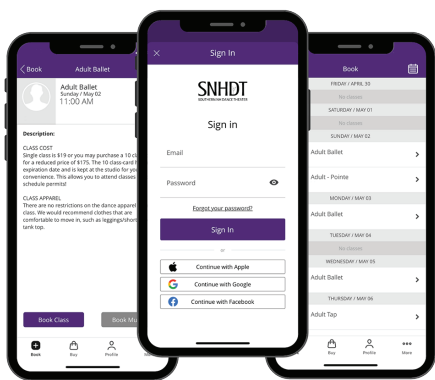 Book
Adult Ballet
Adult Ballet
Sunday / May 02
11:00 AM
Description:
CLASS COST
Single class is $19 or you may purchase a 10 cl
for a reduced price of $175. The 10 class-card h
expiration date and is kept at the studio for you
convenience. This allows you to attend classes
schedule permits!
CLASS APPAREL
There are no restrictions on the dance apparel
class. We would recommend clothes that are
comfortable to move in, such as leggings/short
tank top.
Book Class
Book Mu
Book
Buy
Profile
More
Sign In
SNHDT
SOUTHERN NH DANCE THEATER
Sign in
Email
Password
Forgot your password?
Sign In
or
Continue with Apple
Continue with Google
Continue with Facebook
Book
FRIDAY / APRIL 30
No classes
SATURDAY / MAY 01
No classes
SUNDAY / MAY 02
Adult Ballet
Adult - Pointe
MONDAY / MAY 03
Adult Ballet
TUESDAY / MAY 04
No classes
WEDNESDAY / MAY 05
Adult Ballet
THURSDAY / MAY 06
Adult Tap
Buy
Profile
More